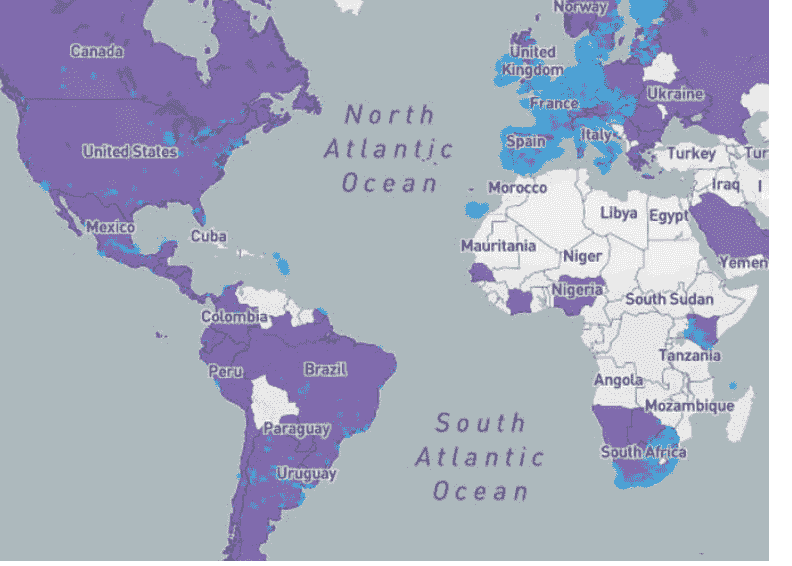 Norway
Canada
United
Kingdom
Ukraine
France
North
Atlantic
Ocean
United States
Spain
Italy
Turkey
Tur
Iraq
I
Morocco
Mexico
Cuba
Libya
Egypt
Mauritania
Niger
Yemen
Nigeria
South Sudan
Colombia
Tanzania
Peru
Brazil
Angola
Mozambique
Paraguay
South
Atlantic
Ocean
South Africa
Uruguay